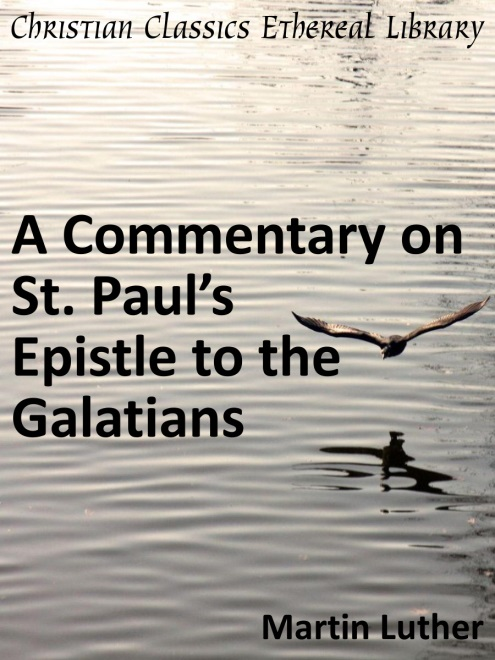 Christian Classics Ethereal Library
A Commentary on
St. Paul’s
Epistle to the
Galatians
Martin Luther